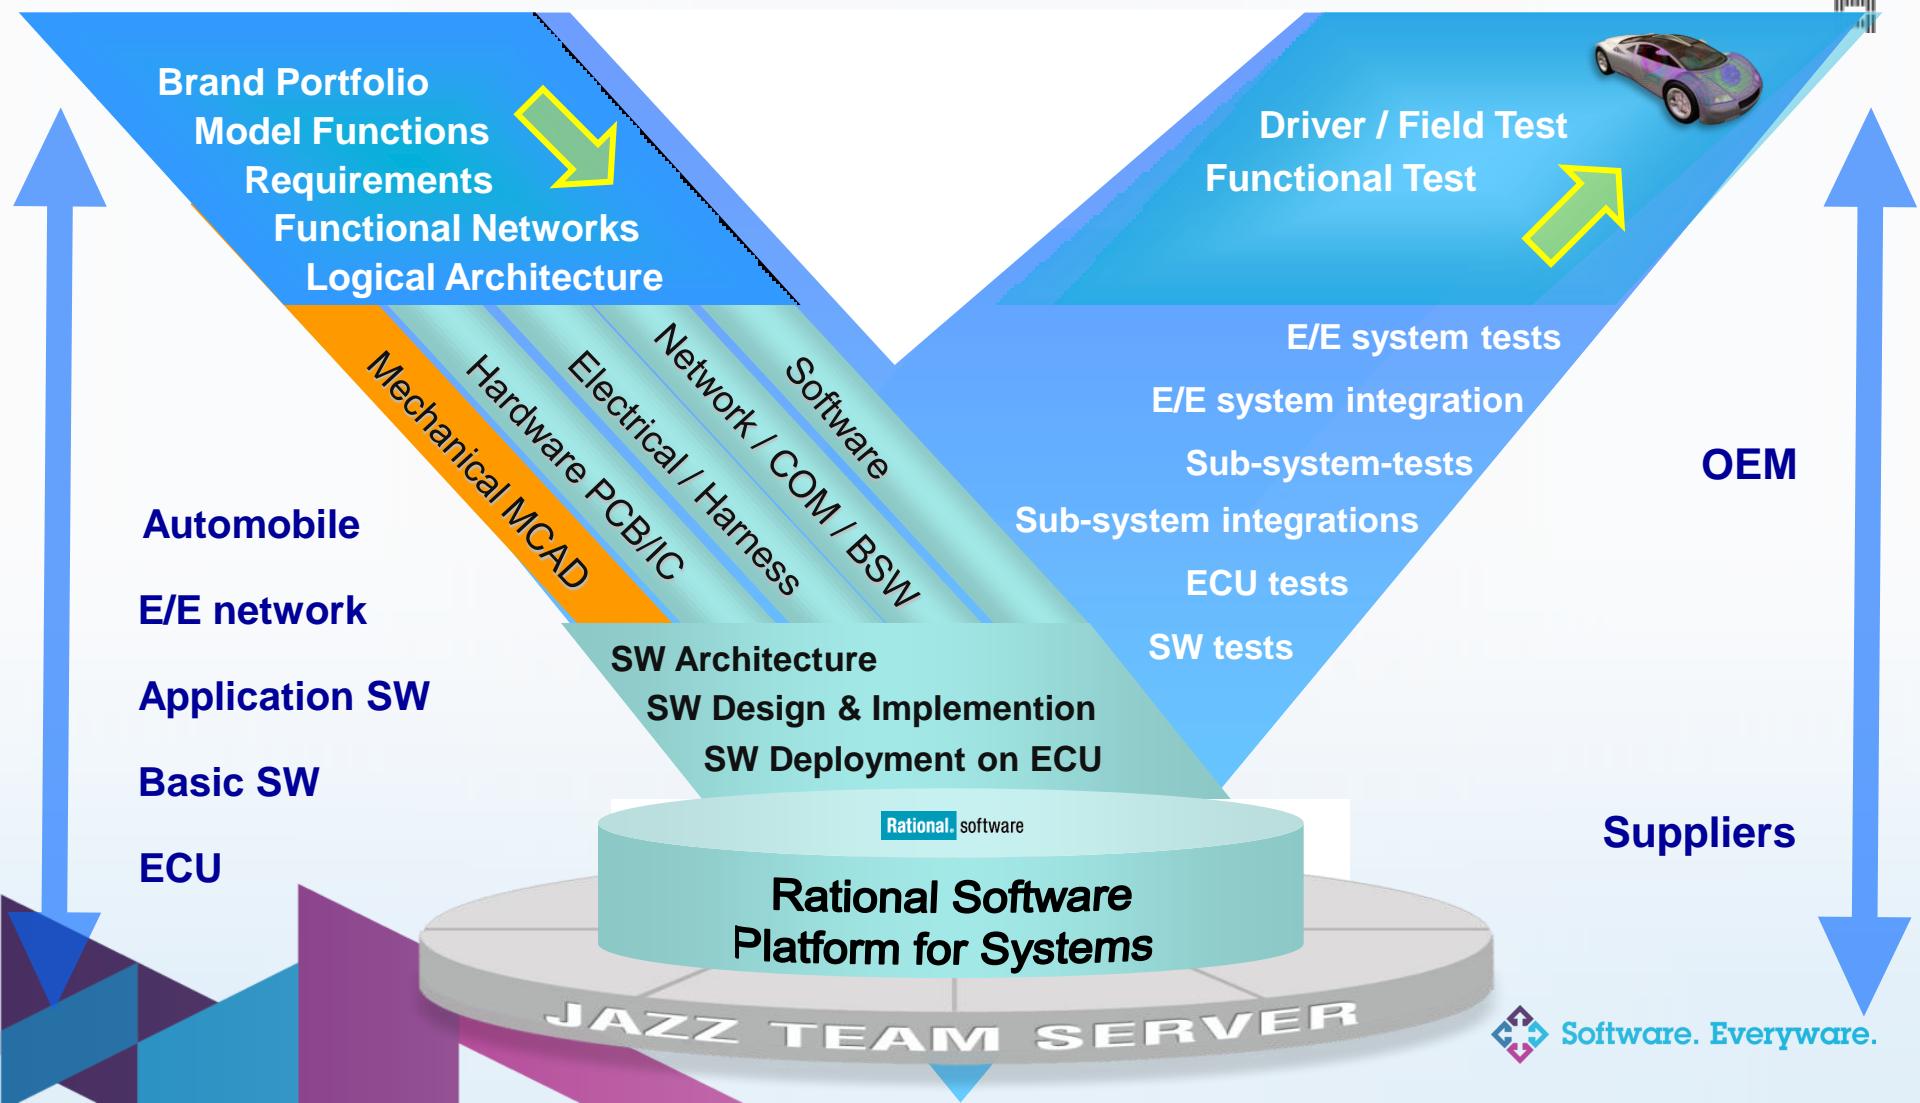 Brand Portfolio
Model Functions
Requirements
Functional Networks
Logical Architecture
Driver / Field Test
Functional Test
Mechanical MCAD
Hardware PCB/IC
Electrical / Harness
Network / COM / BSW
Software
E/E system tests
E/E system integration
Sub-system-tests
Sub-system integrations
ECU tests
SW tests
Automobile
E/E network
Application SW
Basic SW
ECU
OEM
Suppliers
SW Architecture
SW Design & Implemention
SW Deployment on ECU
Rational. software
Rational Software
Platform for Systems
JAZZ TEAM SERVER
Software. Everyware.